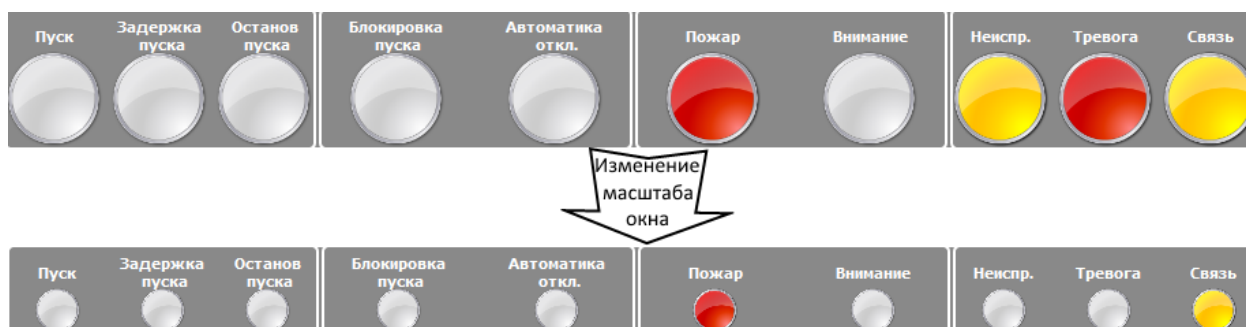 Пуск
Задержка
пуска
Останов
пуска
Блокировка
пуска
Автоматика
откл.
Пожар
Внимание
Неиспр.
Тревога
Связь
Изменение
масштаба
окна
Пуск
Задержка
пуска
Останов
пуска
Блокировка
пуска
Автоматика
откл.
Пожар
Внимание
Неиспр.
Тревога
Связь